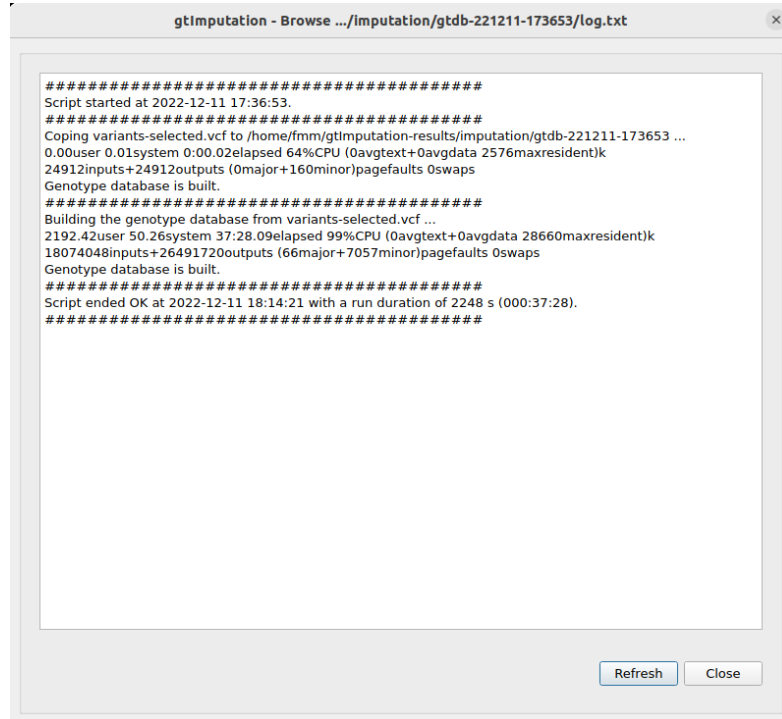 gtImputation - Browse .../imputation/gtdb-221211-173653/log.txt
#########################################
Script started at 2022-12-11 17:36:53.
#########################################
Coping variants-selected.vcf to /home/fmm/gtImputation-results/imputation/gtdb-221211-173653 ...
0.00user 0.01system 0:00.02elapsed 64%CPU (0avgtext+0avgdata 2576maxresident)k
24912inputs+24912outputs (0major+160minor)pagefaults 0swaps
Genotype database is built.
#########################################
Building the genotype database from variants-selected.vcf ...
2192.42user 50.26system 37:28.09elapsed 99%CPU (0avgtext+0avgdata 28660maxresident)k
18074048inputs+26491720outputs (66major+7057minor)pagefaults 0swaps
Genotype database is built.
#########################################
Script ended OK at 2022-12-11 18:14:21 with a run duration of 2248 s (000:37:28).
#########################################
Refresh Close